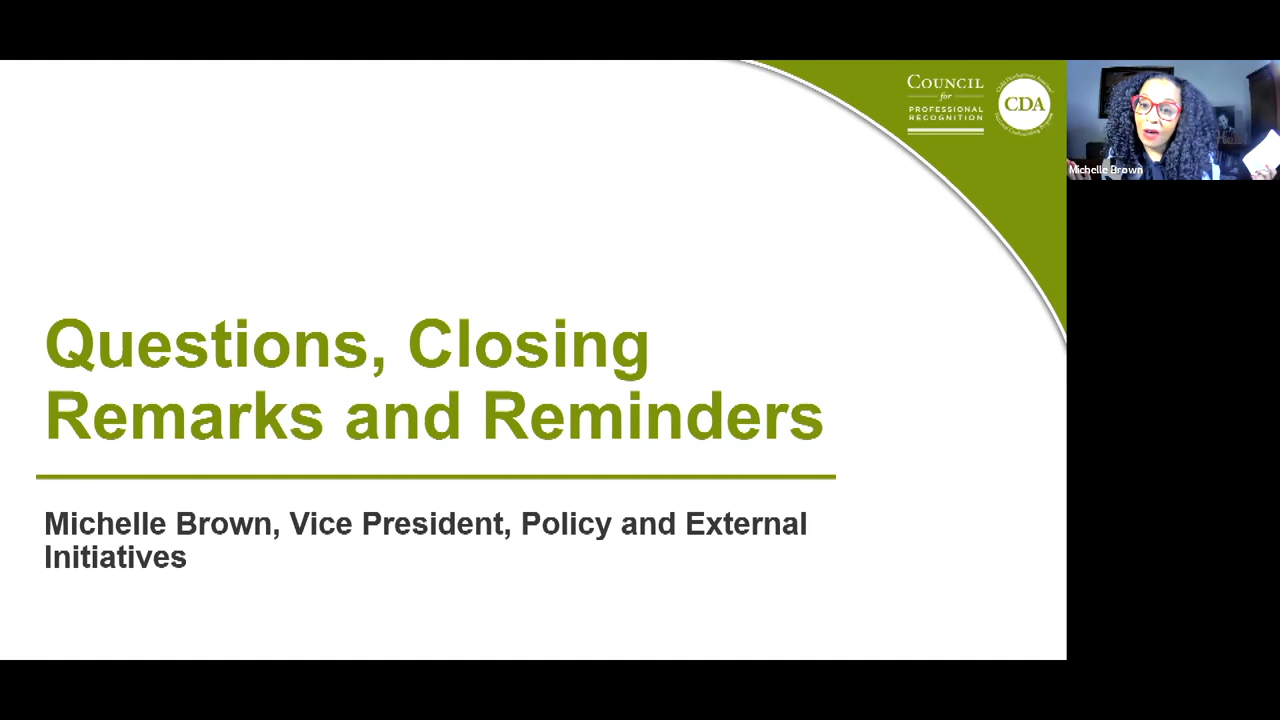 COUNCIL
for
PROFESSIONAL
RECOGNITION
CDA
Michelle Brown
Questions, Closing
Remarks and Reminders
Michelle Brown, Vice President, Policy and External
Initiatives